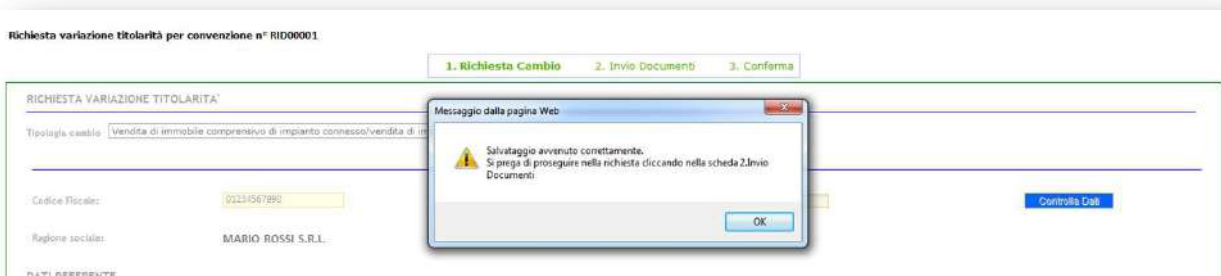 Richiesta variazione titolarità per convenzione n° RID00001
1. Richiesta Cambio 2. Invio Documenti 3. Conferma
RICHIESTA VARIAZIONE TITOLARITA'
Messaggio dalla pagina Web
Tipologia cambio Vendita di immobile comprensivo di impianto connesso/vendita di im
Salvataggio avvenuto correttamente.
Si prega di proseguire nella richiesta cliccando nella scheda 2.Invio
Documenti
Codice Fiscale: 01234567890
Controlla Dati
OK
Ragione sociale: MARIO ROSSI S.R.L.
DATI REFERENTE